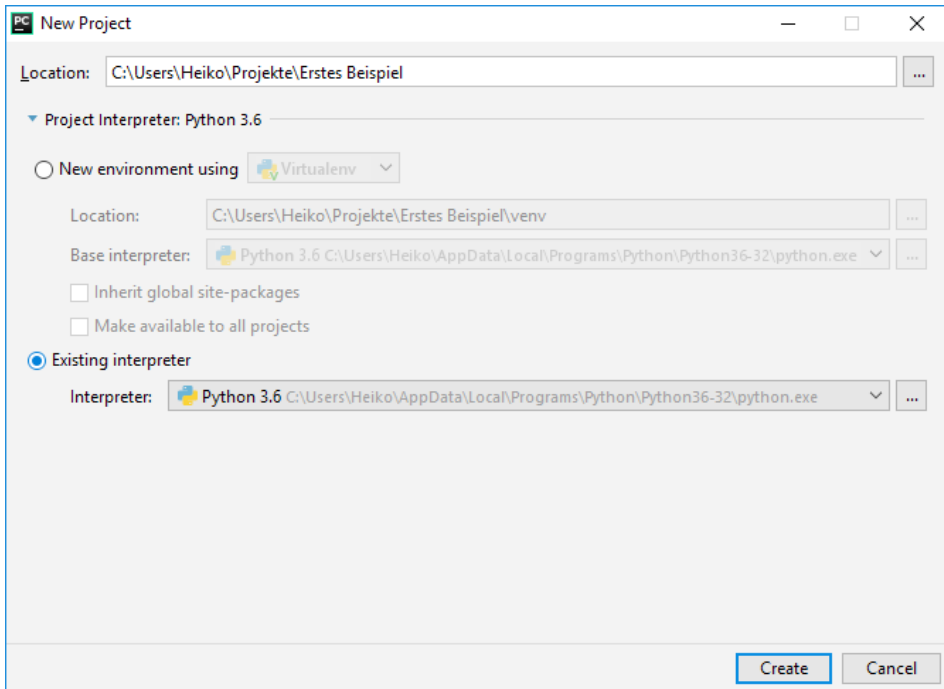 PC New Project
Location: C:\Users\Heiko\Projekte\Erstes Beispiel ...
Project Interpreter: Python 3.6
New environment using Virtualenv
Location: C:\Users\Heiko\Projekte\Erstes Beispiel\venv ...
Base interpreter: Python 3.6 C:\Users\Heiko\AppData\Local\Programs\Python\Python36-32\python.exe ...
Inherit global site-packages
Make available to all projects
Existing interpreter
Interpreter: Python 3.6 C:\Users\Heiko\AppData\Local\Programs\Python\Python36-32\python.exe ...
Create Cancel